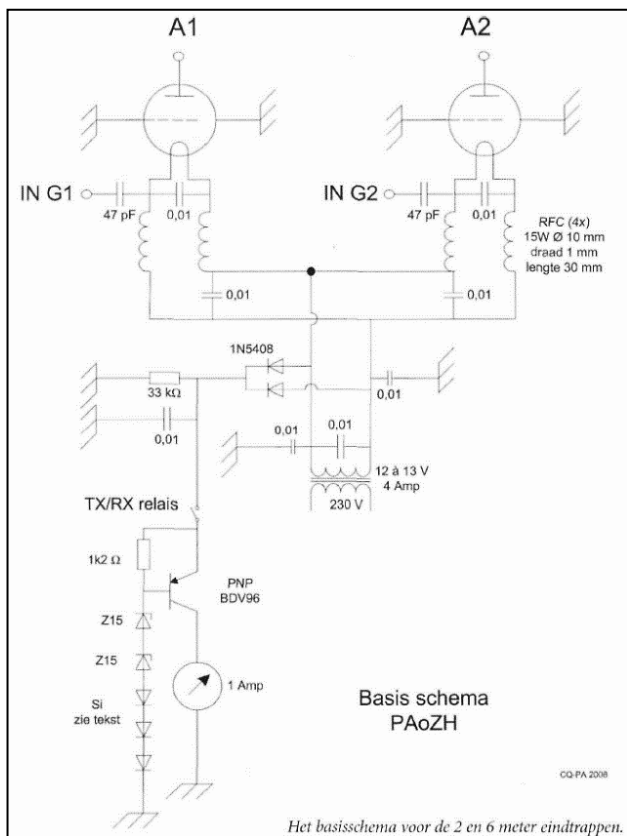 A1
A2
IN G1
47 pF
0,01
IN G2
47 pF
0,01
RFC (4x)
15W Ø 10 mm
draad 1 mm
lengte 30 mm
0,01
0,01
1N5408
33 kΩ
0,01
0,01
0,01
0,01
12 à 13 V
4 Amp
230 V
TX/RX relais
1k2 Ω
PNP
BDV96
Z15
Z15
1 Amp
Si
zie tekst
Basis schema
PAoZH
CQ-PA 2008
Het basisschema voor de 2 en 6 meter eindtrappen.